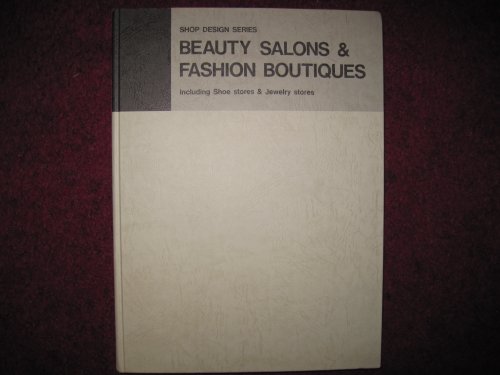 SHOP DESIGN SERIES
BEAUTY SALONS &
FASHION BOUTIQUES
Including Shoe stores & Jewelry stores